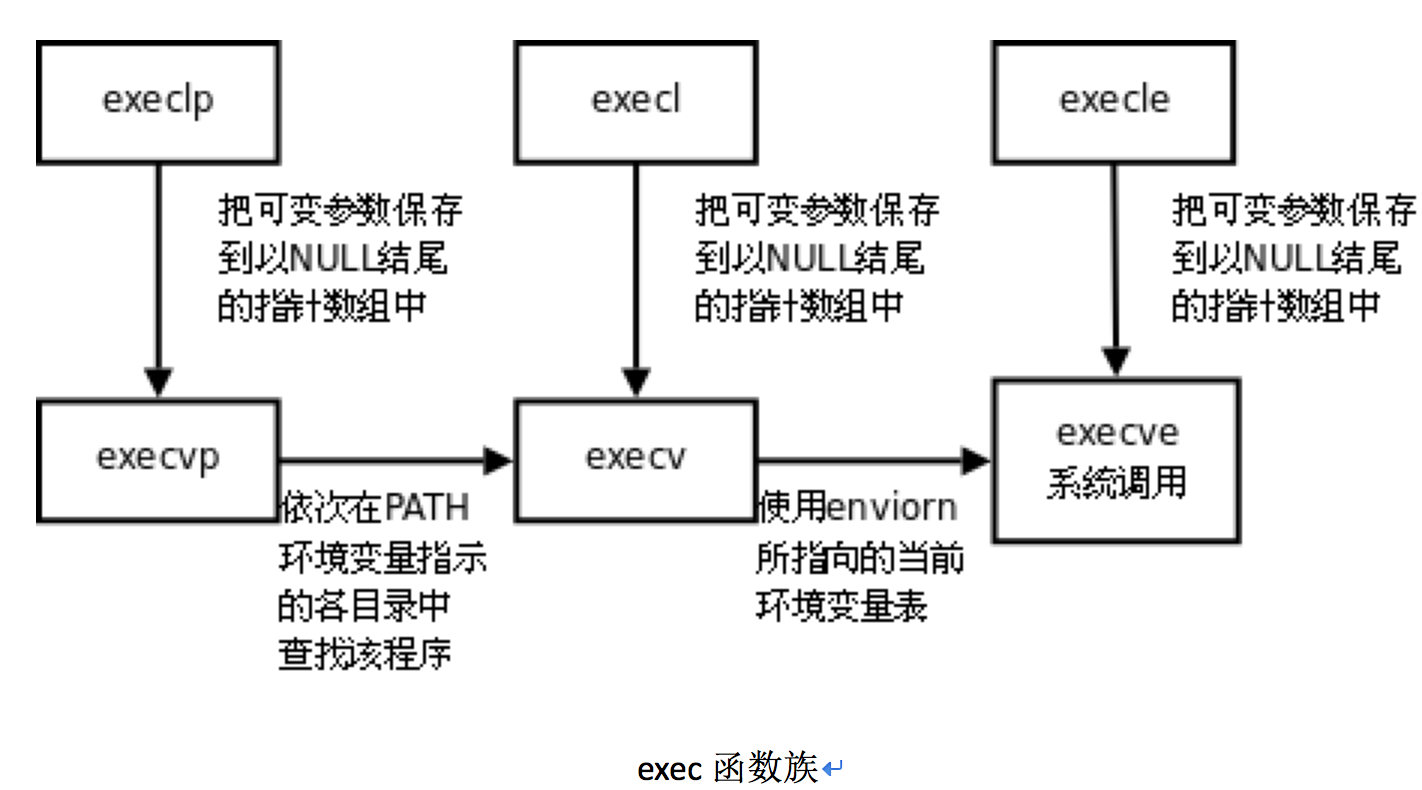 execlp
execl
execle
把可变参数保存
到以NULL结尾
的指针数组中
把可变参数保存
到以NULL结尾
的指针数组中
把可变参数保存
到以NULL结尾
的指针数组中
execvp
execv
execve
系统调用
依次在PATH
环境变量指示
的各目录中
查找该程序
使用enviorn
所指向的当前
环境变量表
exec 函数族↵